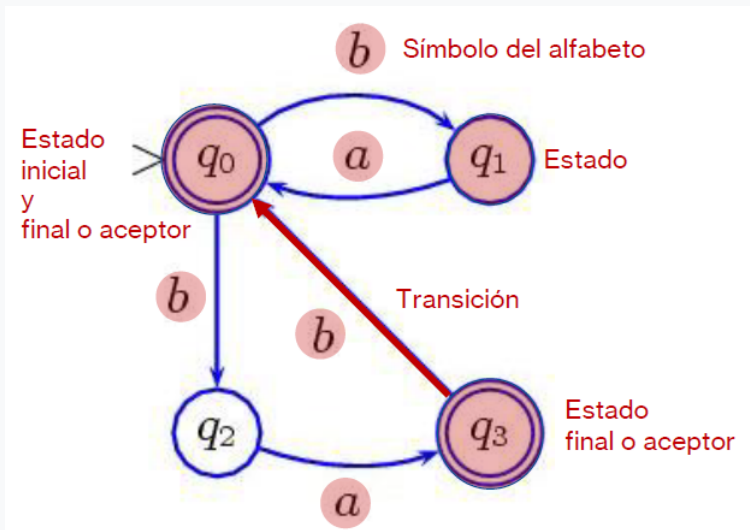 b Símbolo del alfabeto
Estado
inicial
y
final o aceptor
q0
a
q1
Estado
b
b
Transición
q2
q3
Estado
final o aceptor
a